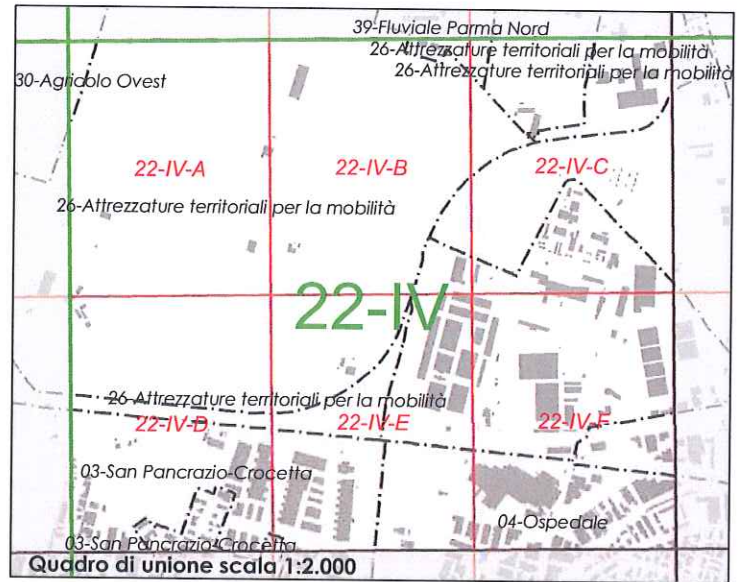 39-Fluviale Parma Nord
26-Attrezzature territoriali per la mobilità
26-Attrezzature territoriali per la mobilità
30-Agricolo Ovest
22-IV-A
22-IV-B
22-IV-C
26-Attrezzature territoriali per la mobilità
22-IV
26-Attrezzature territoriali per la mobilità
22-IV-D
22-IV-E
22-IV-F
03-San Pancrazio-Crocetta
04-Ospedale
03-San Pancrazio-Crocetta
Quadro di unione scala 1:2.000